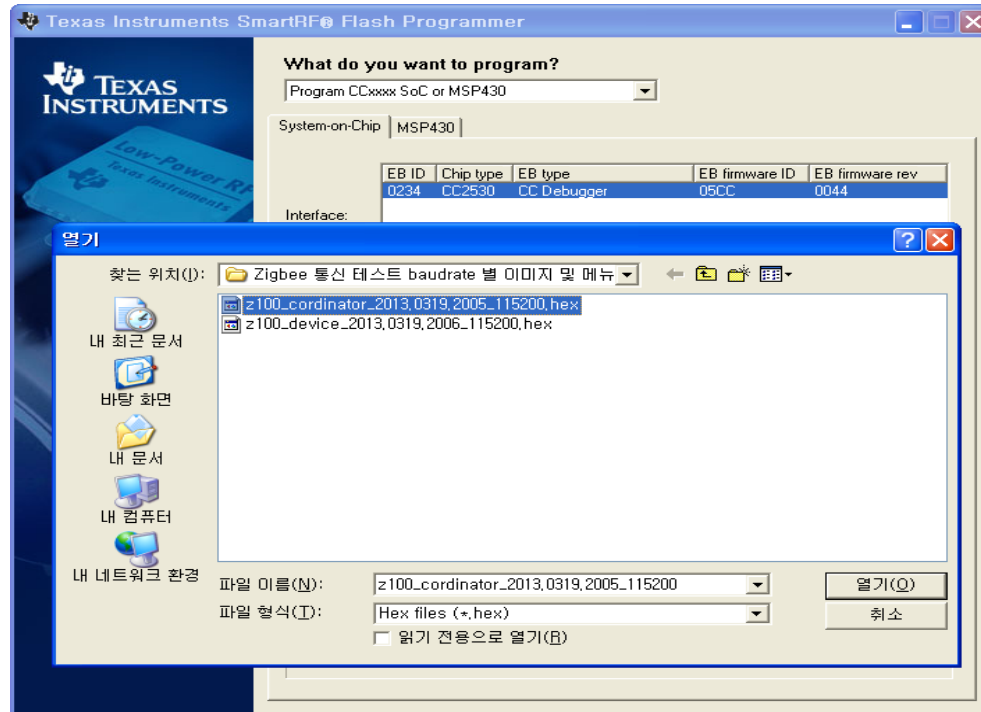 Texas Instruments SmartRF® Flash Programmer
TEXAS
INSTRUMENTS
Low-Power RF
Texas Instruments
What do you want to program?
Program CCxxxx SoC or MSP430
System-on-Chip MSP430
EB ID Chip type EB type EB firmware ID EB firmware rev
0234 CC2530 CC Debugger 05CC 0044
Interface:
열기
찾는 위치(I):
Zigbee 통신 테스트 baudrate 별 이미지 및 메뉴
z100_cordinator_2013,0319,2005_115200,hex
z100_device_2013,0319,2006_115200,hex
내 최근 문서
바탕 화면
내 문서
내 컴퓨터
내 네트워크 환경
파일 이름(N): z100_cordinator_2013,0319,2005_115200 열기(O)
파일 형식(T): Hex files (*,hex) 취소
읽기 전용으로 열기(R)